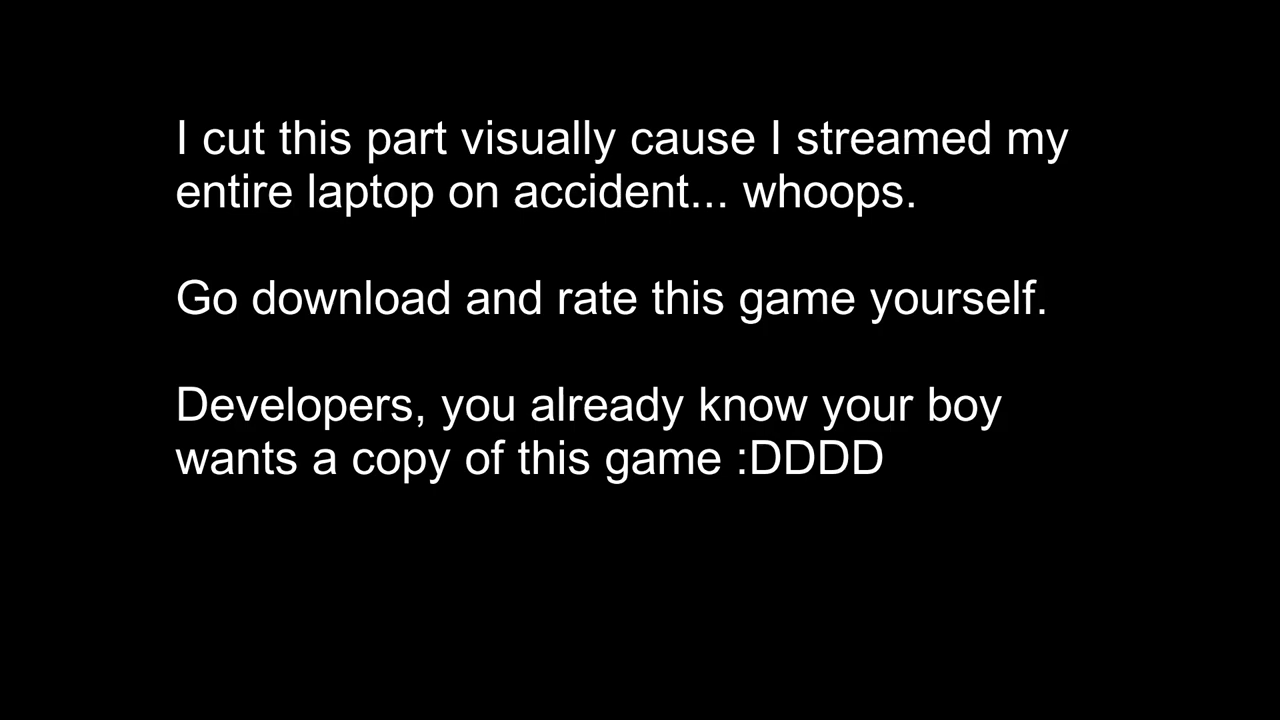 I cut this part visually cause I streamed my
entire laptop on accident... whoops.
Go download and rate this game yourself.
Developers, you already know your boy
wants a copy of this game :DDDD